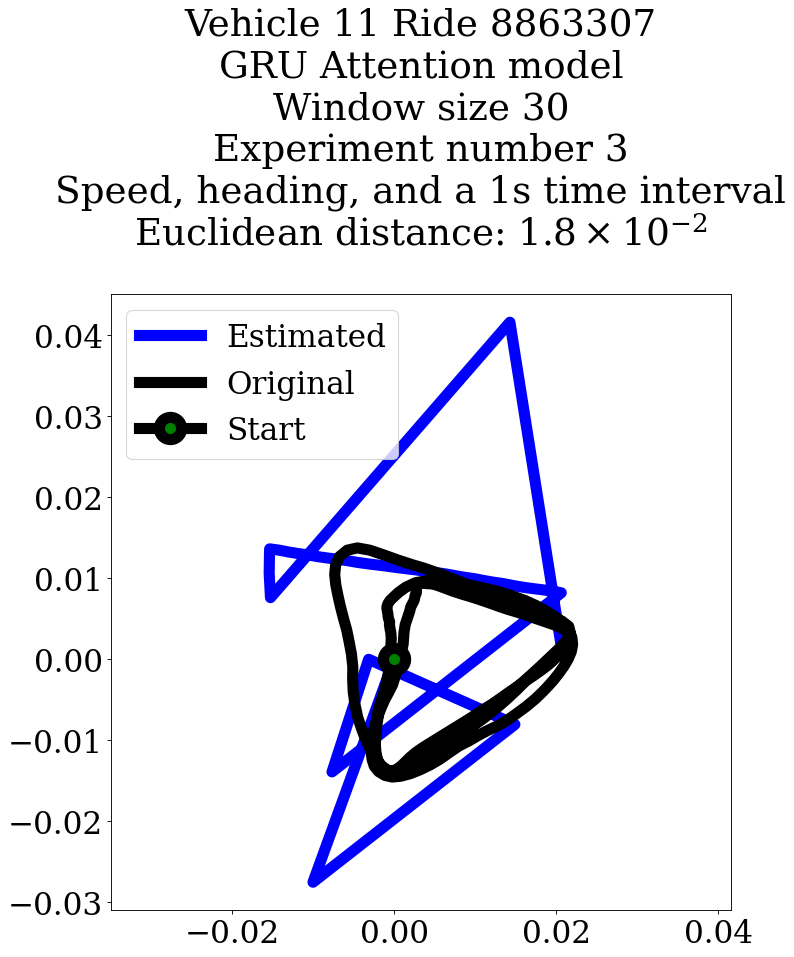 Vehicle 11 Ride 8863307
GRU Attention model
Window size 30
Experiment number 3
Speed, heading, and a 1s time interval
Euclidean distance: 1.8 × 10⁻²
Estimated
Original
Start
0.04
0.03
0.02
0.01
0.00
−0.01
−0.02
−0.03
−0.02 0.00 0.02 0.04